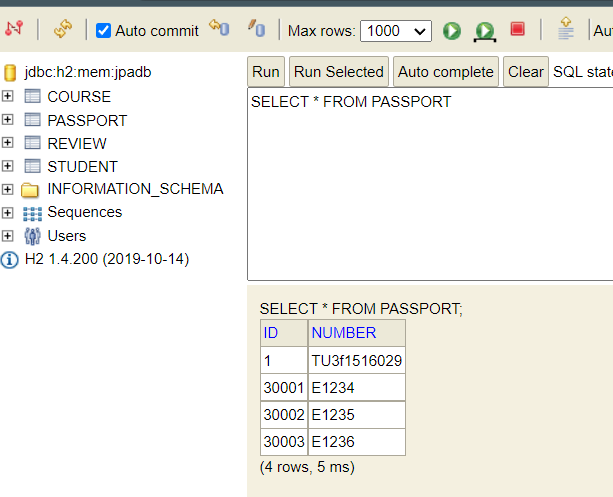 Auto commit Max rows: 1000 Au
jdbc:h2:mem:jpadb
COURSE
PASSPORT
REVIEW
STUDENT
INFORMATION_SCHEMA
Sequences
Users
H2 1.4.200 (2019-10-14)
Run Run Selected Auto complete Clear SQL state
SELECT * FROM PASSPORT
SELECT * FROM PASSPORT;
ID NUMBER
1 TU3f1516029
30001 E1234
30002 E1235
30003 E1236
(4 rows, 5 ms)